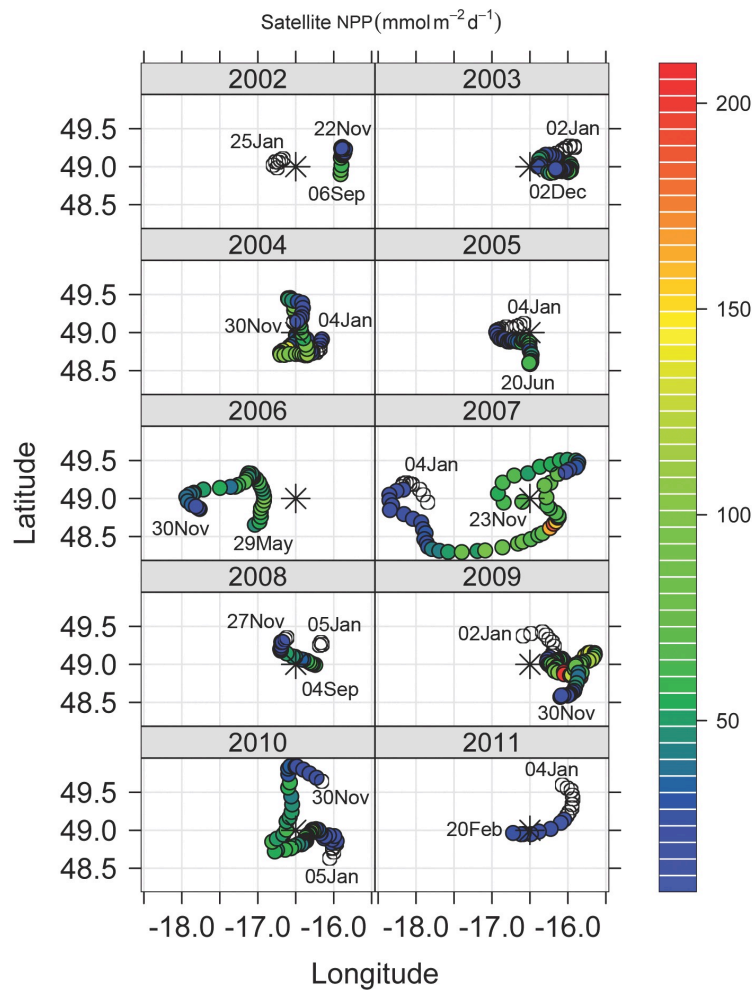 Satellite NPP(mmol m⁻² d⁻¹)
2002 2003
25Jan 22Nov 06Sep
02Jan 02Dec
49.5
49.0
48.5
2004 2005
30Nov 04Jan
04Jan 20Jun
49.5
49.0
48.5
2006 2007
30Nov 29May
04Jan 23Nov
49.5
49.0
48.5
2008 2009
27Nov 05Jan 04Sep
02Jan 30Nov
49.5
49.0
48.5
2010 2011
30Nov 05Jan
04Jan 20Feb
49.5
49.0
48.5
-18.0 -17.0 -16.0 -18.0 -17.0 -16.0
Longitude
Latitude
200
150
100
50